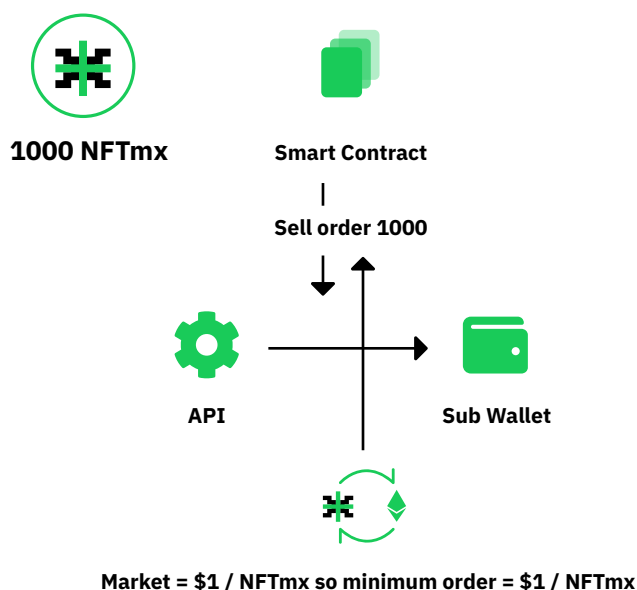 1000 NFTmx
Smart Contract
Sell order 1000
API
Sub Wallet
Market = $1 / NFTmx so minimum order = $1 / NFTmx